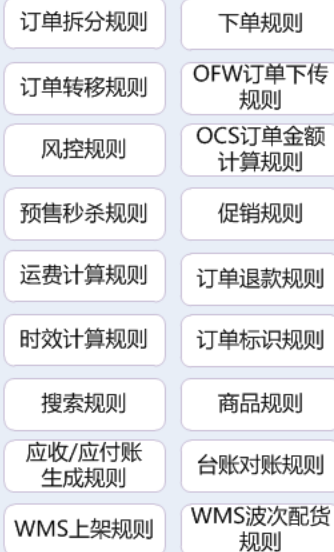 订单拆分规则
下单规则
订单转移规则
OFW订单下传
规则
风控规则
OCS订单金额
计算规则
预售秒杀规则
促销规则
运费计算规则
订单退款规则
时效计算规则
订单标识规则
搜索规则
商品规则
应收/应付账
生成规则
台账对账规则
WMS上架规则
WMS波次配货
规则